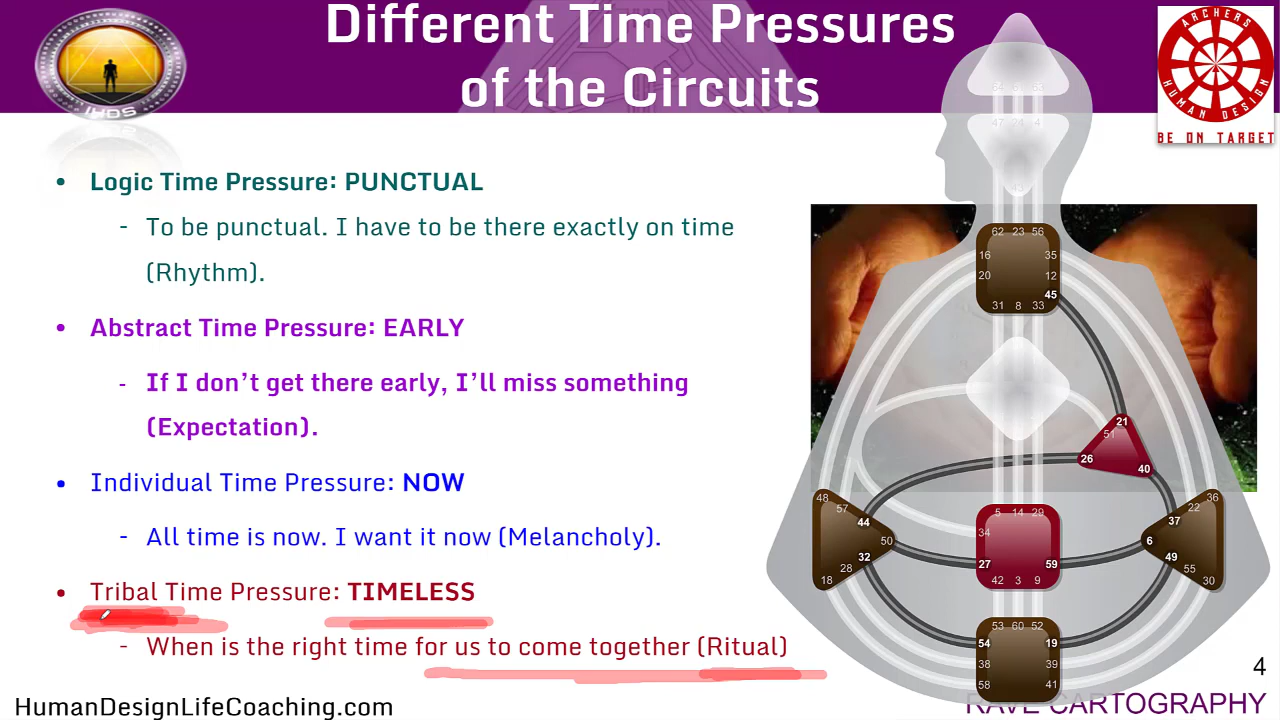 Different Time Pressures
of the Circuits
IHDS
ARCHERS
HUMAN DESIGN
BE ON TARGET
• Logic Time Pressure: PUNCTUAL
- To be punctual. I have to be there exactly on time
(Rhythm).
• Abstract Time Pressure: EARLY
- If I don’t get there early, I’ll miss something
(Expectation).
• Individual Time Pressure: NOW
- All time is now. I want it now (Melancholy).
• Tribal Time Pressure: TIMELESS
- When is the right time for us to come together (Ritual)
64 63
47 24 4
43
62 23 56
16 35
20 12
45
31 8 33
21
51
26
40
48
57
44
50
32
28
18
36
22
37
6
49
55
30
5 14 29
34
27 59
42 3 9
53 60 52
54 19
38 39
58 41
4
HumanDesignLifeCoaching.com
RAVE CARTOGRAPHY